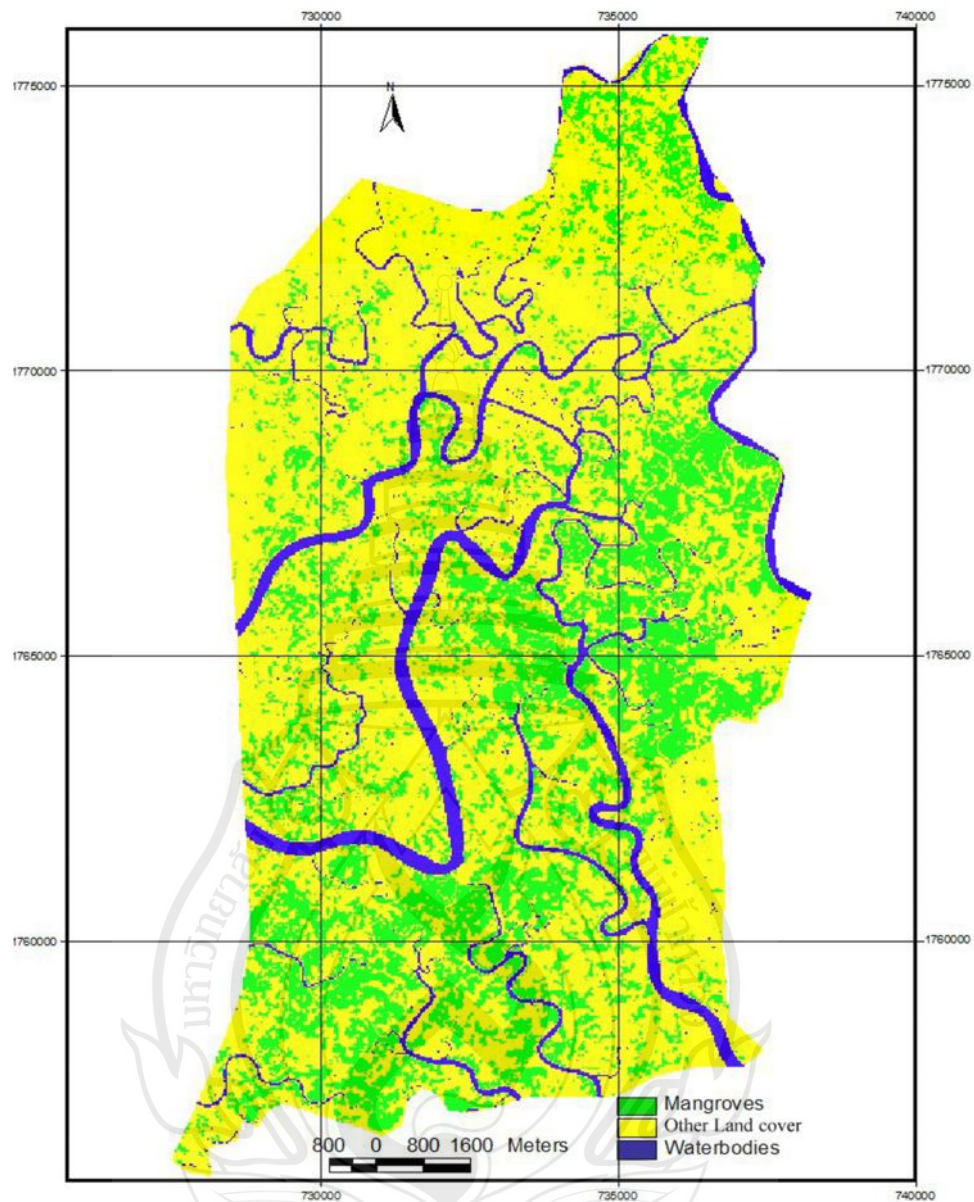 730000 735000 740000
1775000 1775000
N
1770000 1770000
1765000 1765000
1760000 1760000
Mangroves
Other Land cover
Waterbodies
800 0 800 1600 Meters
730000 735000 740000